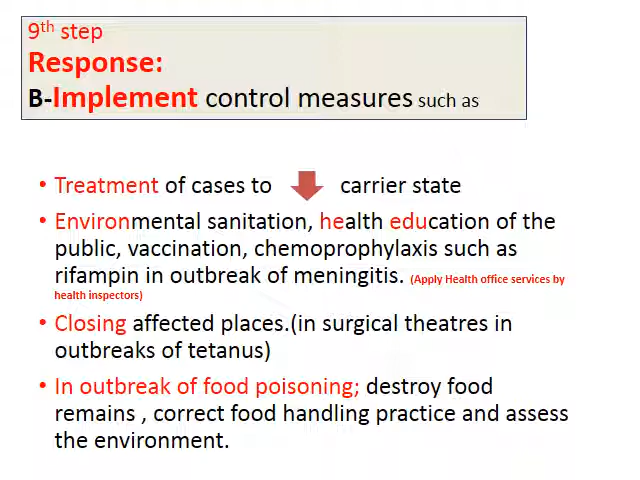 9th step
Response:
B-Implement control measures such as
• Treatment of cases to carrier state
• Environmental sanitation, health education of the
public, vaccination, chemoprophylaxis such as
rifampin in outbreak of meningitis. (Apply Health office services by
health inspectors)
• Closing affected places.(in surgical theatres in
outbreaks of tetanus)
• In outbreak of food poisoning; destroy food
remains , correct food handling practice and assess
the environment.